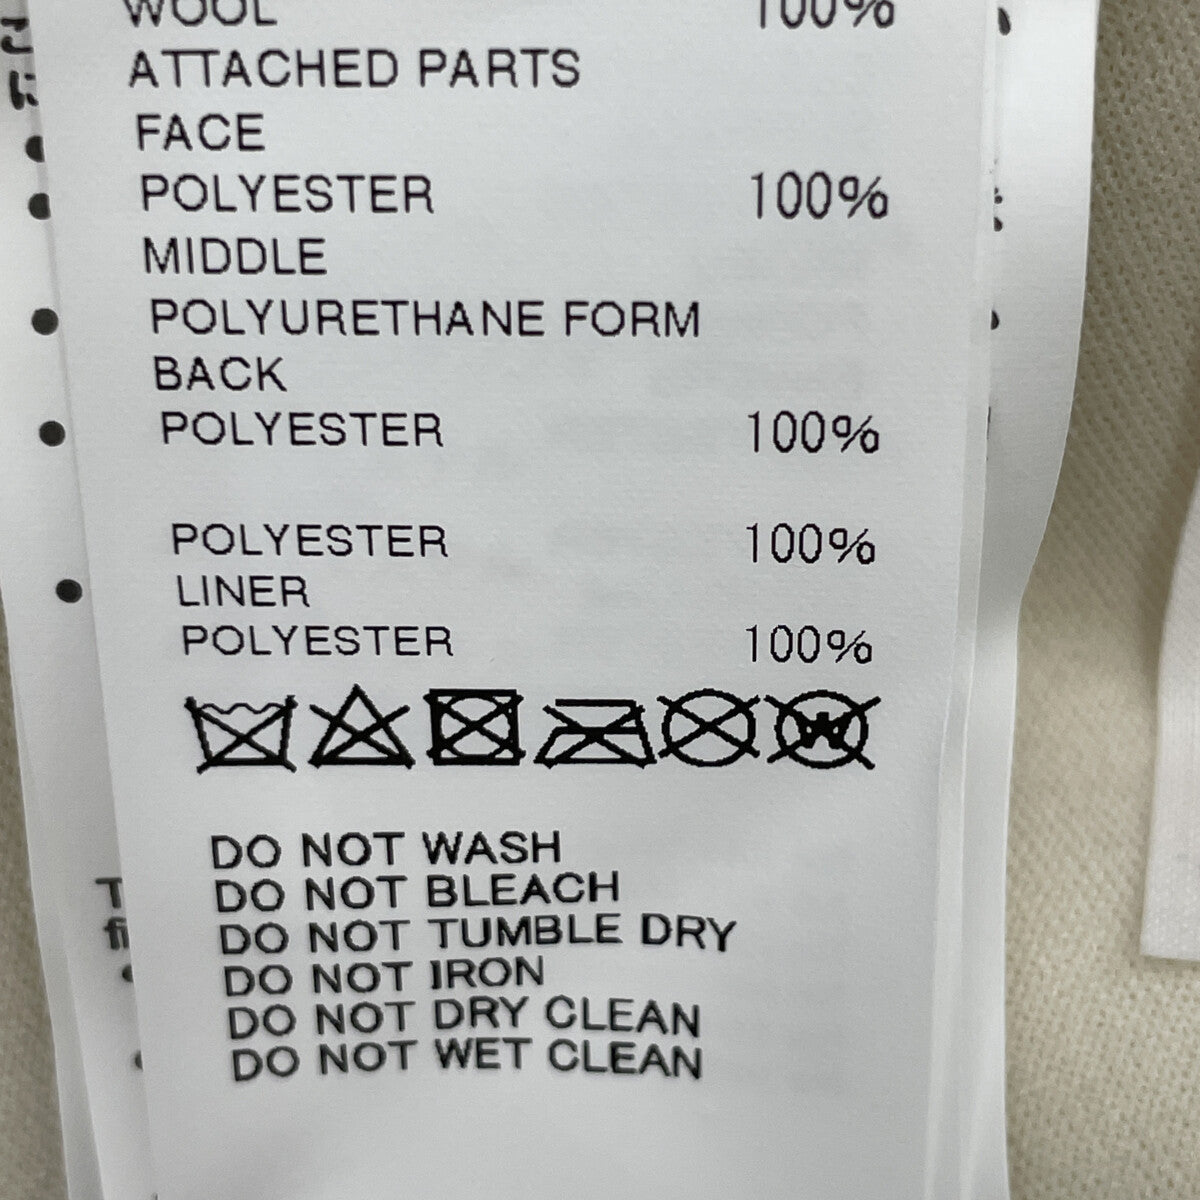 WOOL 100%
ATTACHED PARTS
FACE
POLYESTER 100%
MIDDLE
POLYURETHANE FORM
BACK
POLYESTER 100%
POLYESTER 100%
LINER
POLYESTER 100%
W
DO NOT WASH
DO NOT BLEACH
DO NOT TUMBLE DRY
DO NOT IRON
DO NOT DRY CLEAN
DO NOT WET CLEAN